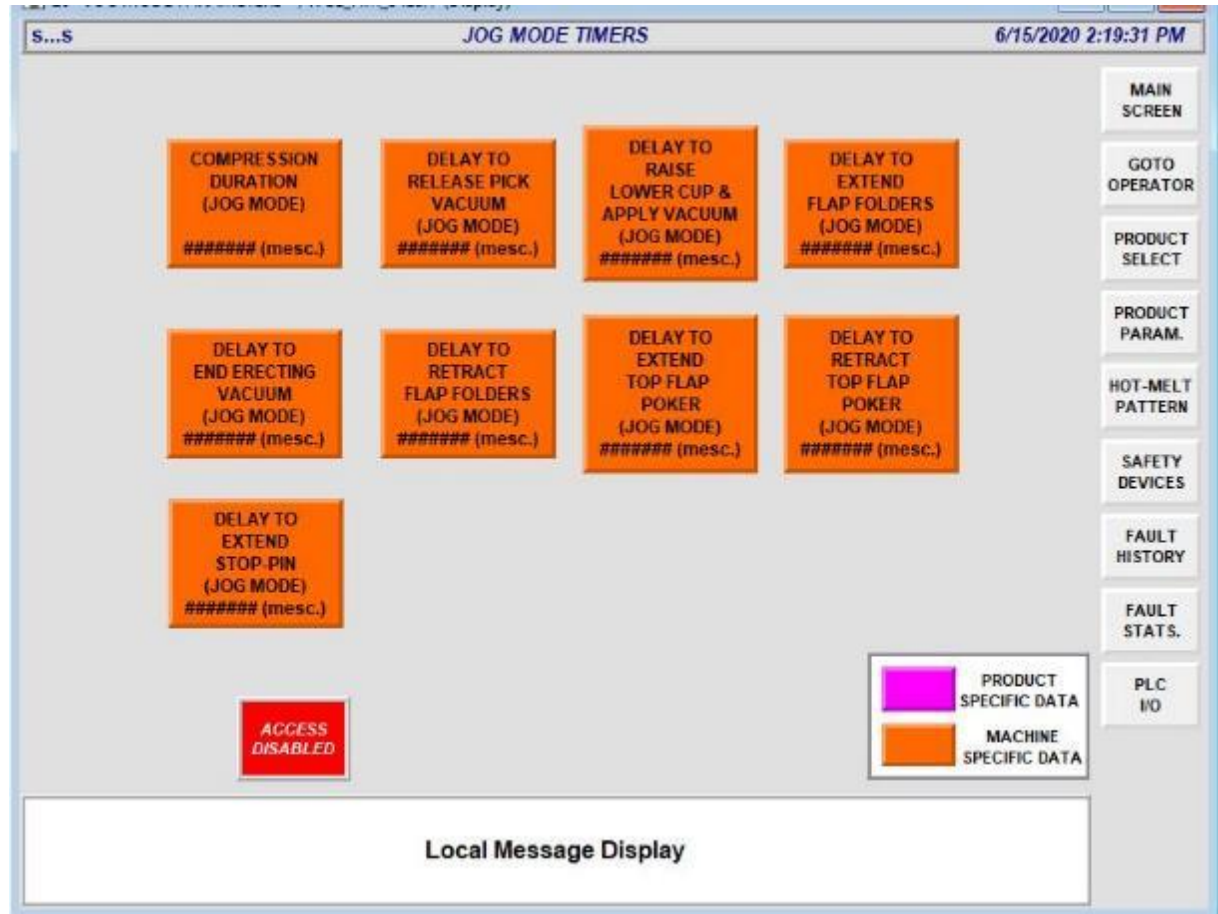 S...S
JOG MODE TIMERS
6/15/2020 2:19:31 PM
COMPRESSION
DURATION
(JOG MODE)
####### (mesc.)
DELAY TO
RELEASE PICK
VACUUM
(JOG MODE)
####### (mesc.)
DELAY TO
RAISE
LOWER CUP &
APPLY VACUUM
(JOG MODE)
####### (mesc.)
DELAY TO
EXTEND
FLAP FOLDERS
(JOG MODE)
####### (mesc.)
DELAY TO
END ERECTING
VACUUM
(JOG MODE)
####### (mesc.)
DELAY TO
RETRACT
FLAP FOLDERS
(JOG MODE)
####### (mesc.)
DELAY TO
EXTEND
TOP FLAP
POKER
(JOG MODE)
####### (mesc.)
DELAY TO
RETRACT
TOP FLAP
POKER
(JOG MODE)
####### (mesc.)
DELAY TO
EXTEND
STOP-PIN
(JOG MODE)
####### (mesc.)
ACCESS
DISABLED
PRODUCT
SPECIFIC DATA
MACHINE
SPECIFIC DATA
MAIN
SCREEN
GOTO
OPERATOR
PRODUCT
SELECT
PRODUCT
PARAM.
HOT-MELT
PATTERN
SAFETY
DEVICES
FAULT
HISTORY
FAULT
STATS.
PLC
I/O
Local Message Display